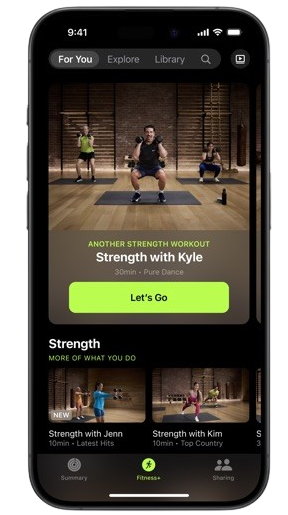 9:41
For You Explore Library
ANOTHER STRENGTH WORKOUT
Strength with Kyle
30min • Pure Dance
Let's Go
Strength
MORE OF WHAT YOU DO
NEW
Strength with Jenn Strength with Kim S
10min • Latest Hits 10min • Top Country 3
Summary Fitness+ Sharing